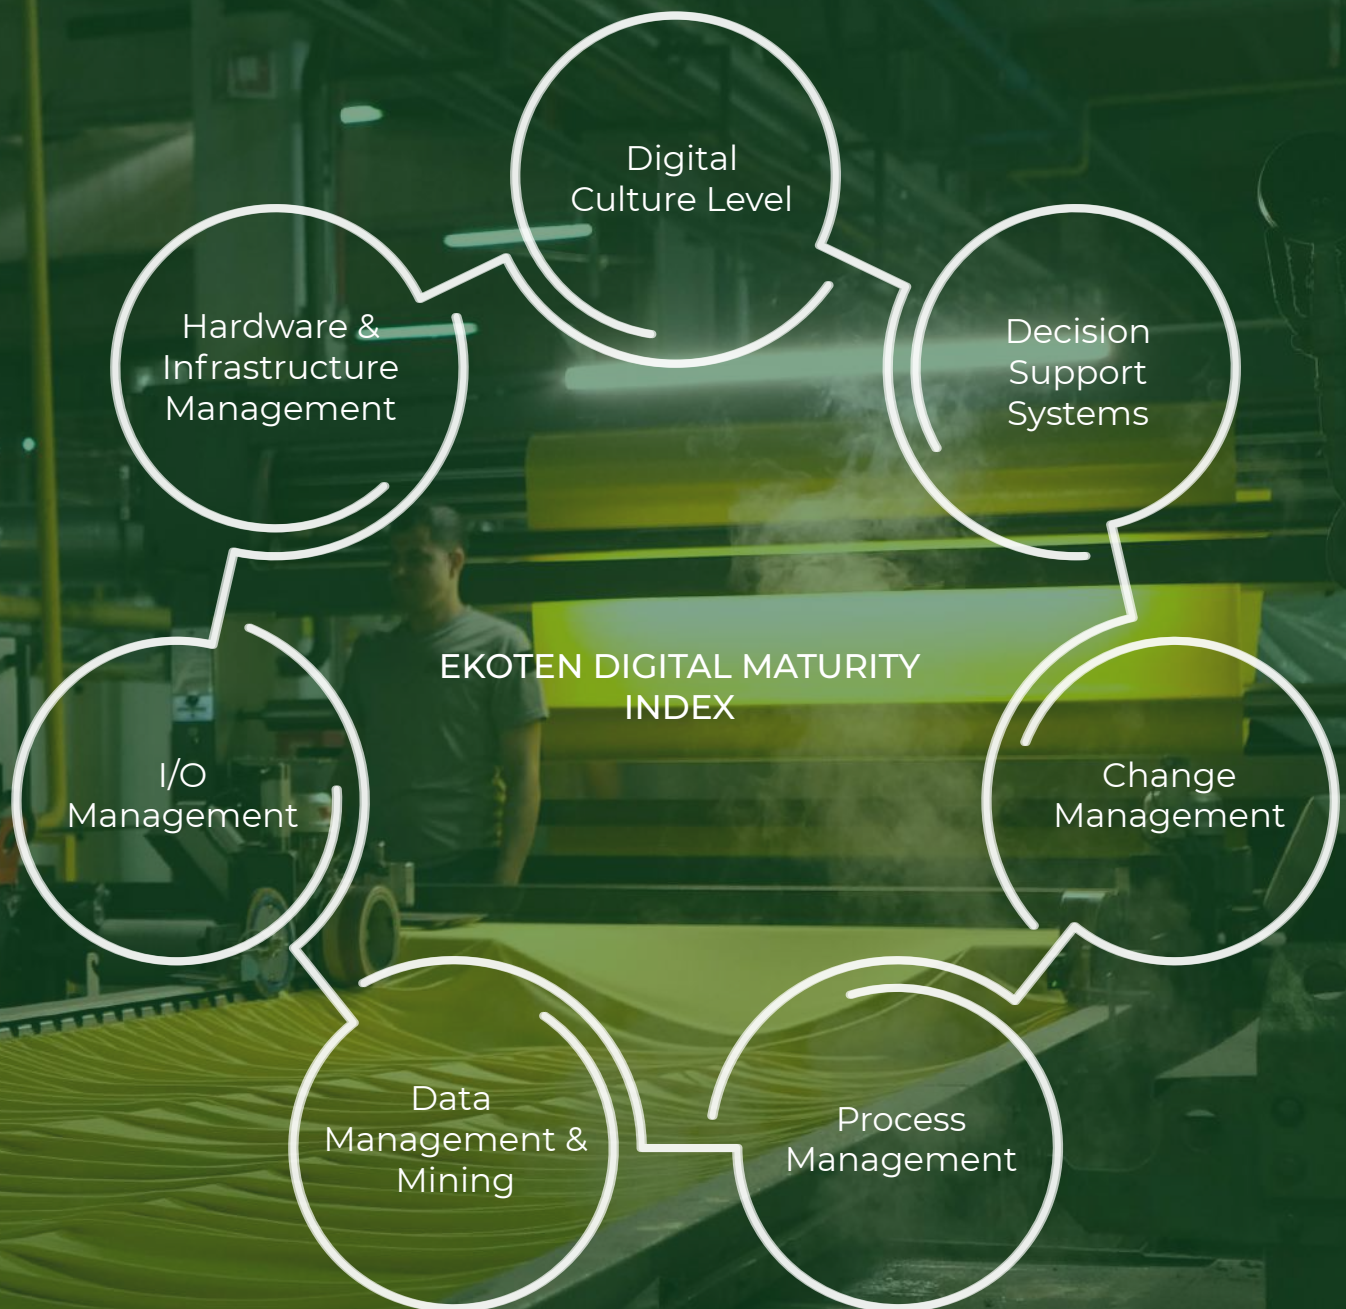 Digital
Culture Level
Hardware &
Infrastructure
Management
Decision
Support
Systems
EKOTEN DIGITAL MATURITY
INDEX
I/O
Management
Change
Management
Data
Management &
Mining
Process
Management